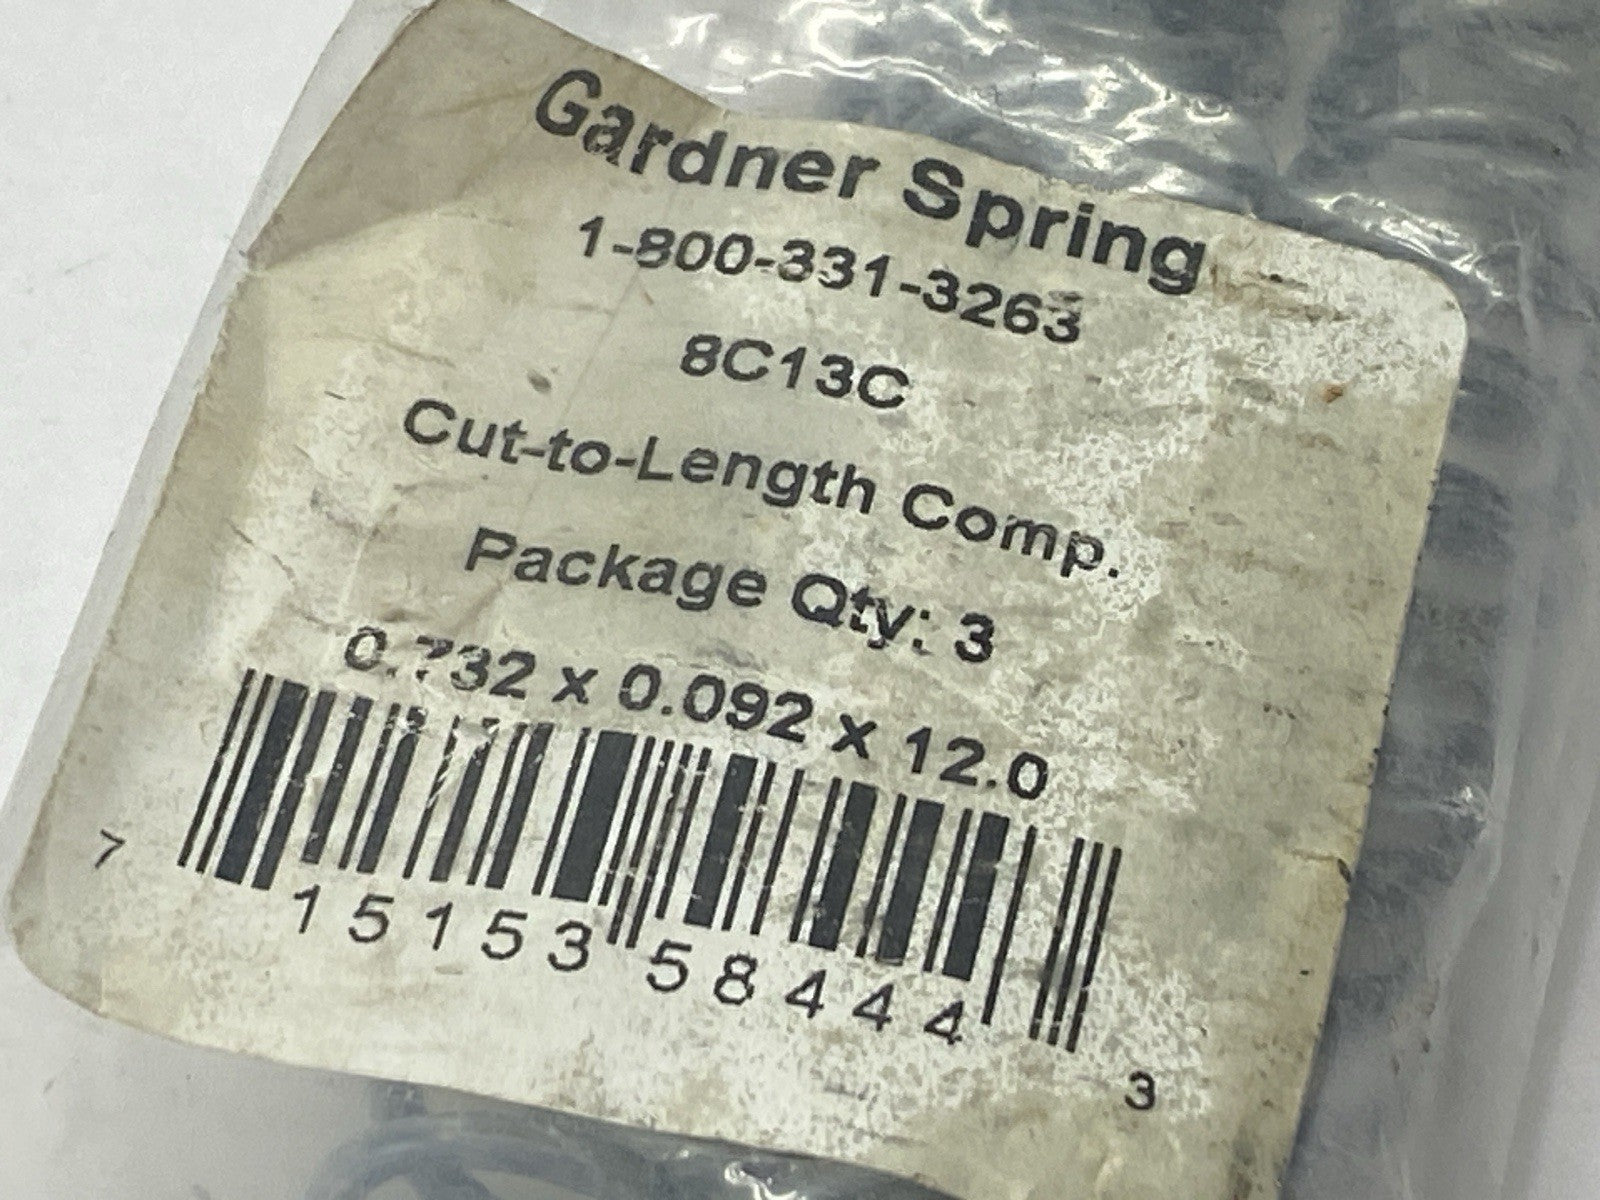 Gardner Spring
1-800-331-3263
8C13C
Cut-to-Length Comp.
Package Qty: 3
0.732 x 0.092 x 12.0
7 15153 58444 3